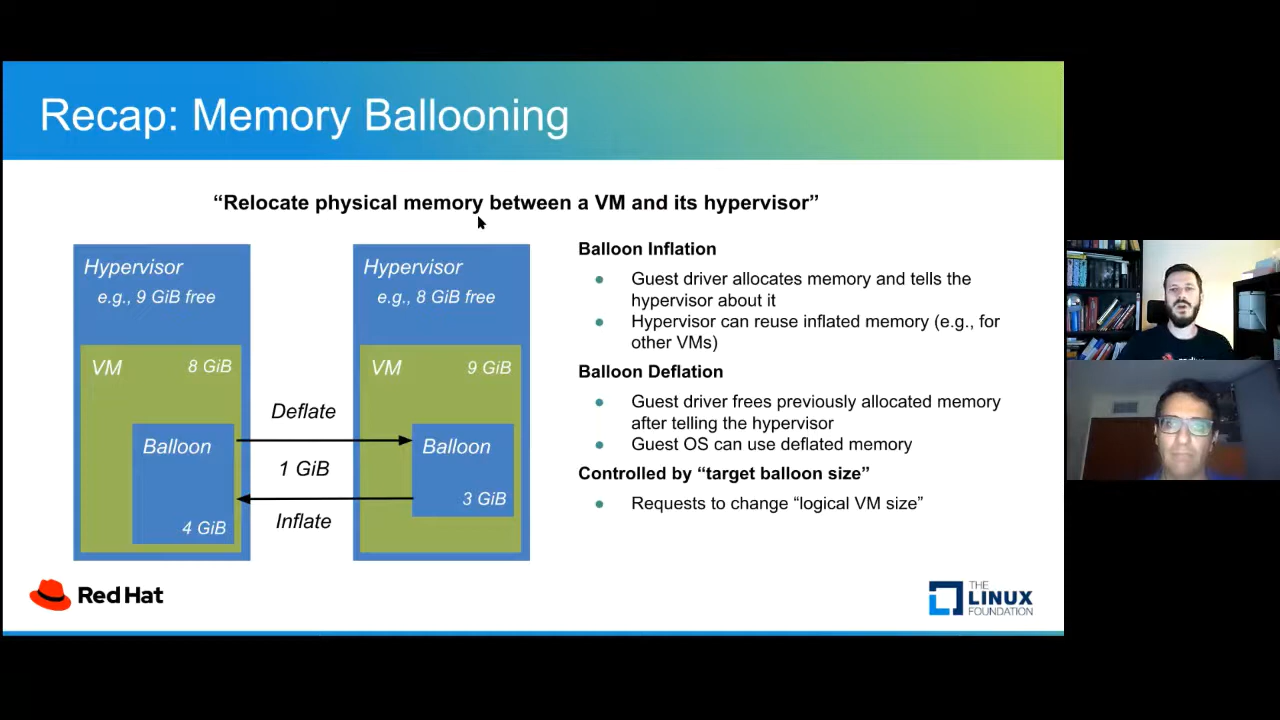 Recap: Memory Ballooning
“Relocate physical memory between a VM and its hypervisor”
Hypervisor
e.g., 9 GiB free
VM
8 GiB
Balloon
4 GiB
Deflate
1 GiB
Inflate
Hypervisor
e.g., 8 GiB free
VM
9 GiB
Balloon
3 GiB
Balloon Inflation
● Guest driver allocates memory and tells the
hypervisor about it
● Hypervisor can reuse inflated memory (e.g., for
other VMs)
Balloon Deflation
● Guest driver frees previously allocated memory
after telling the hypervisor
● Guest OS can use deflated memory
Controlled by “target balloon size”
● Requests to change “logical VM size”
Red Hat
THE
LINUX
FOUNDATION